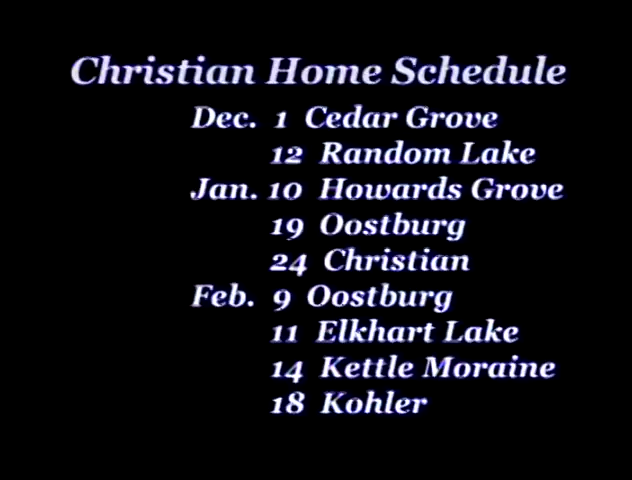 Christian Home Schedule
Dec. 1 Cedar Grove
12 Random Lake
Jan. 10 Howards Grove
19 Oostburg
24 Christian
Feb. 9 Oostburg
11 Elkhart Lake
14 Kettle Moraine
18 Kohler